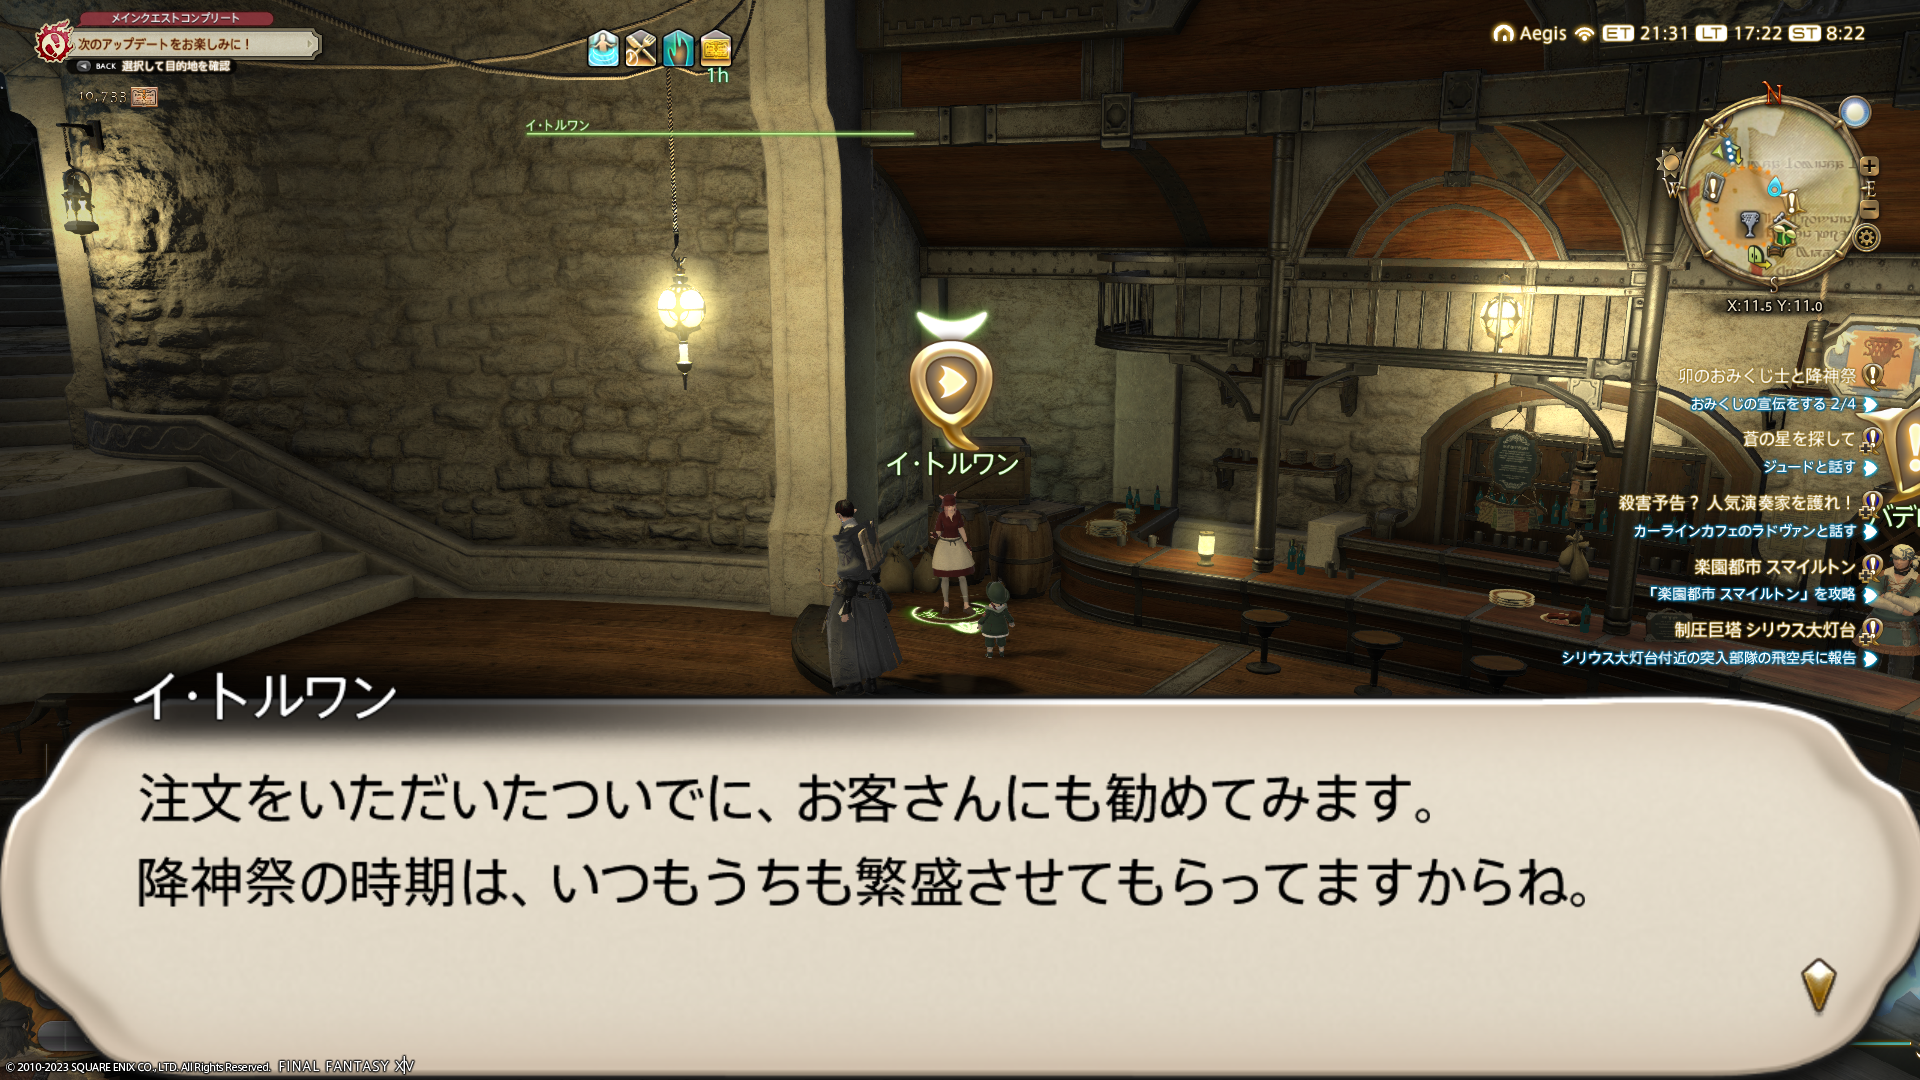 メインクエストコンプリート
次のアップデートをお楽しみに！
BACK 選択して目的地を確認
10,733
1h
イ・トルワン
Aegis ET 21:31 LT 17:22 ST 8:22
N
W
E
S
X:11.5 Y:11.0
卯のおみくじ士と降神祭
おみくじの宣伝をする 2/4
蒼の星を探して
ジュードと話す
殺害予告？ 人気演奏家を護れ！
カーラインカフェのラドヴァンと話す
楽園都市 スマイルトン
「楽園都市 スマイルトン」を攻略
制圧巨塔 シリウス大灯台
シリウス大灯台付近の突入部隊の飛空兵に報告
イ・トルワン
バデ
イ・トルワン
注文をいただいたついでに、お客さんにも勧めてみます。
降神祭の時期は、いつもうちも繁盛させてもらってますからね。
© 2010-2023 SQUARE ENIX CO., LTD. All Rights Reserved. FINAL FANTASY XIV